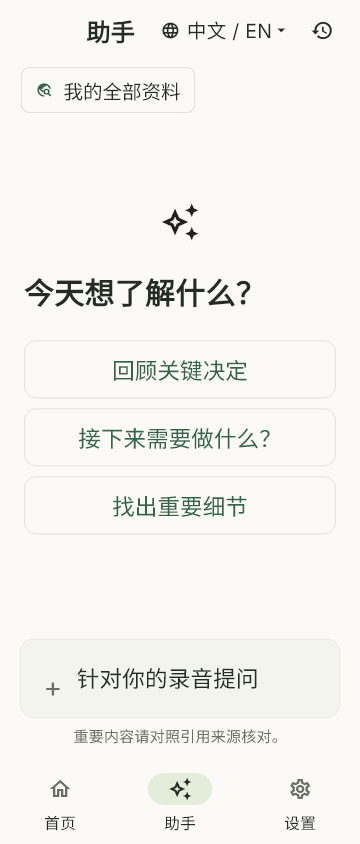 助手
中文 / EN
我的全部资料
今天想了解什么？
回顾关键决定
接下来需要做什么？
找出重要细节
针对你的录音提问
重要内容请对照引用来源核对。
首页
助手
设置